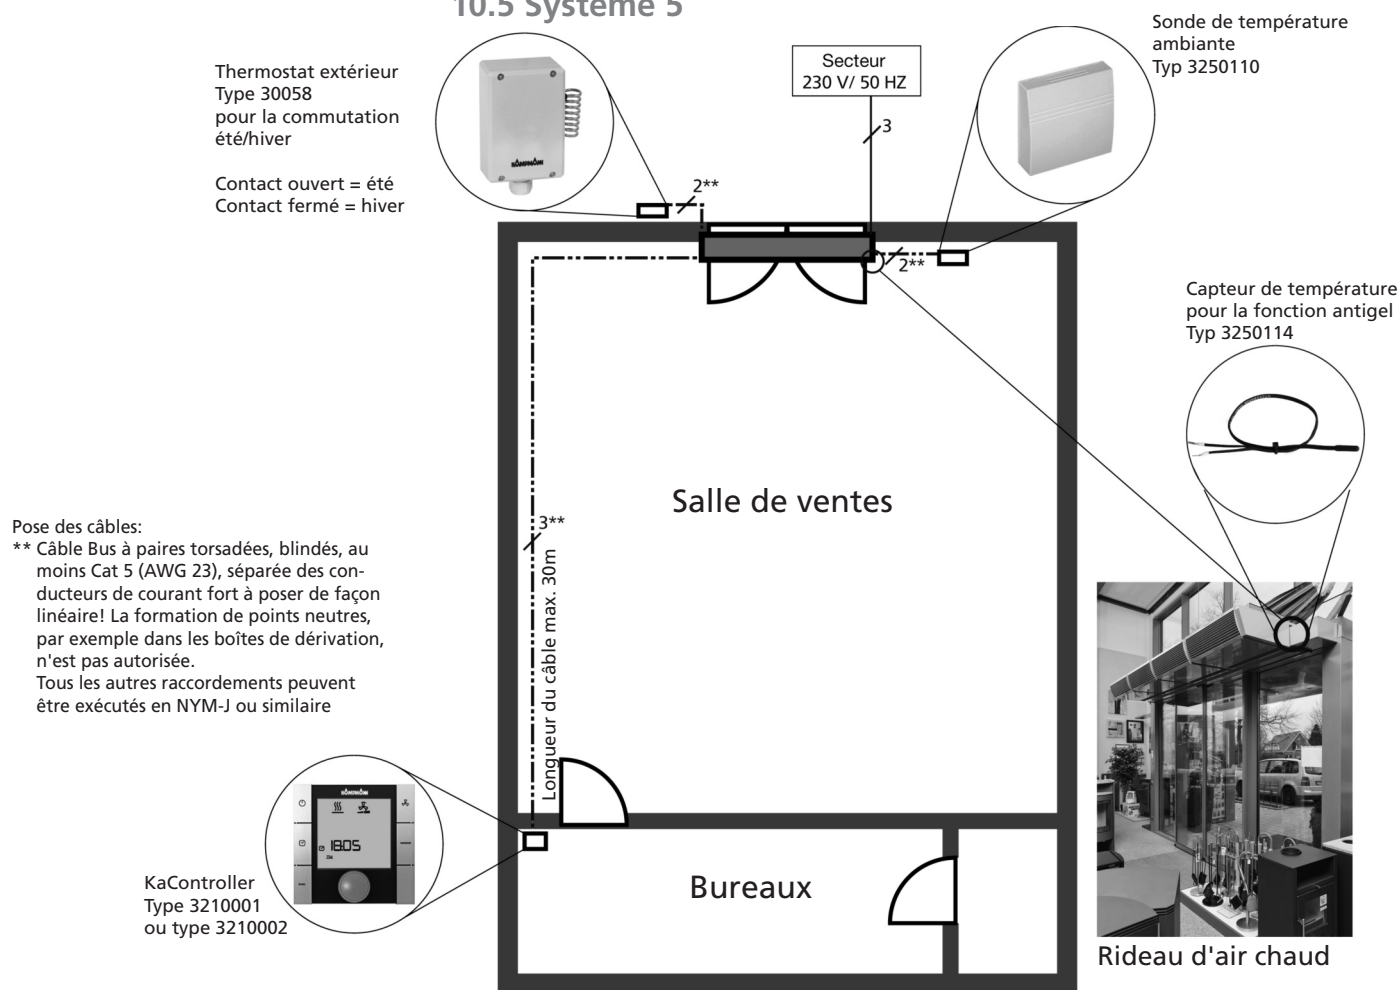 10.5 Système 5
Thermostat extérieur
Type 30058
pour la commutation
été/hiver
Contact ouvert = été
Contact fermé = hiver
KAMPMANN
Secteur
230 V/ 50 HZ
3
2**
2**
Sonde de température
ambiante
Typ 3250110
Capteur de température
pour la fonction antigel
Typ 3250114
Salle de ventes
3**
Longueur du câble max. 30m
Pose des câbles:
** Câble Bus à paires torsadées, blindés, au
moins Cat 5 (AWG 23), séparée des con-
ducteurs de courant fort à poser de façon
linéaire! La formation de points neutres,
par exemple dans les boîtes de dérivation,
n'est pas autorisée.
Tous les autres raccordements peuvent
être exécutés en NYM-J ou similaire
KAMPMANN
18:05
KaController
Type 3210001
ou type 3210002
Bureaux
Rideau d'air chaud